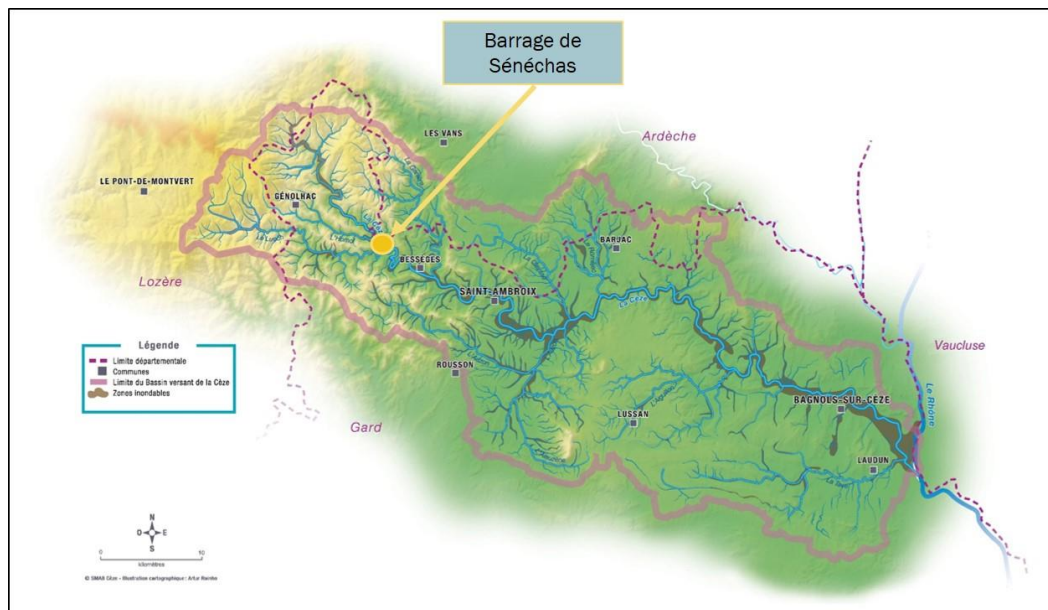 Barrage de
Sénéchas
Ardèche
LES VANS
LE PONT-DE-MONTVERT
GÉNOLHAC
BARJAC
BESSÈGES
Lozère
SAINT-AMBROIX
La Cèze
Vaucluse
Légende
Limite départementale
Communes
Limite du Bassin versant de la Cèze
Zones inondables
ROUSSON
Le Rhône
BAGNOLS-SUR-CÈZE
LUSSAN
Gard
LAUDUN
N
O
E
S
0
10
kilomètres